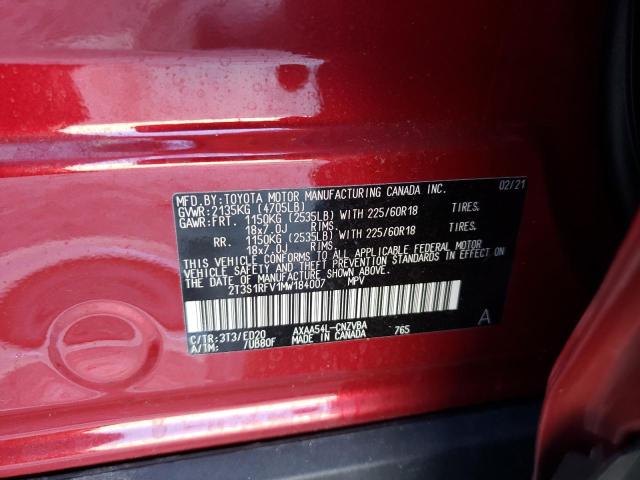 MFD.BY:TOYOTA MOTOR MANUFACTURING CANADA INC. 02/21
GVWR: 2135KG (4705LB)
GAWR:FRT. 1150KG (2535LB) WITH 225/60R18 TIRES.
18x7.0J RIMS.
RR. 1150KG (2535LB) WITH 225/60R18 TIRES.
18x7.0J RIMS.
THIS VEHICLE CONFORMS TO ALL APPLICABLE FEDERAL MOTOR
VEHICLE SAFETY AND THEFT PREVENTION STANDARDS IN EFFECT ON
THE DATE OF MANUFACTURE SHOWN ABOVE.
2T3S1RFV1MW184007 MPV
C/TR:3T3/ED20 AXAA54L-CNZVBA 765 A
A/TM: /UB80F MADE IN CANADA